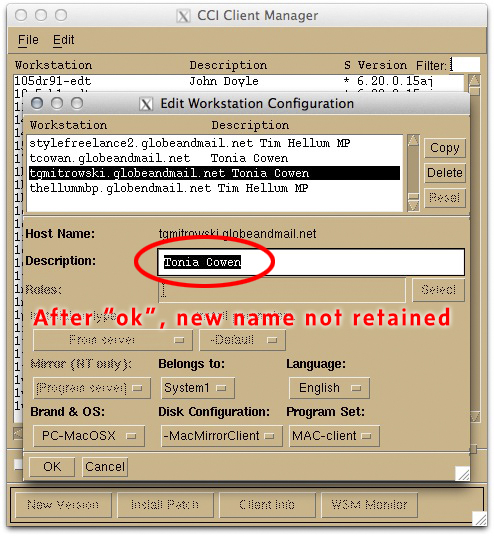 CCI Client Manager
File Edit
Workstation Description S Version Filter:
105dr91-edt John Doyle * 6.20.0.15aj
Edit Workstation Configuration
Workstation Description
stylefreelance2.globeandmail.net Tim Hellum MP
tcowan.globeandmail.net Tonia Cowen
tgmitrowski.globeandmail.net Tonia Cowen
thellummbp.globendmail.net Tim Hellum MP
Copy
Delete
Reset
Host Name: tgmitrowski.globeandmail.net
Description: Tonia Cowen
Roles: Select
After “ok”, new name not retained
From server -Default
Mirror (NT only): Belongs to: Language:
(Program server) System1 English
Brand & OS: Disk Configuration: Program Set:
PC-MacOSX -MacMirrorClient MAC-client
OK Cancel
New Version Install Patch Client Info WSM Monitor